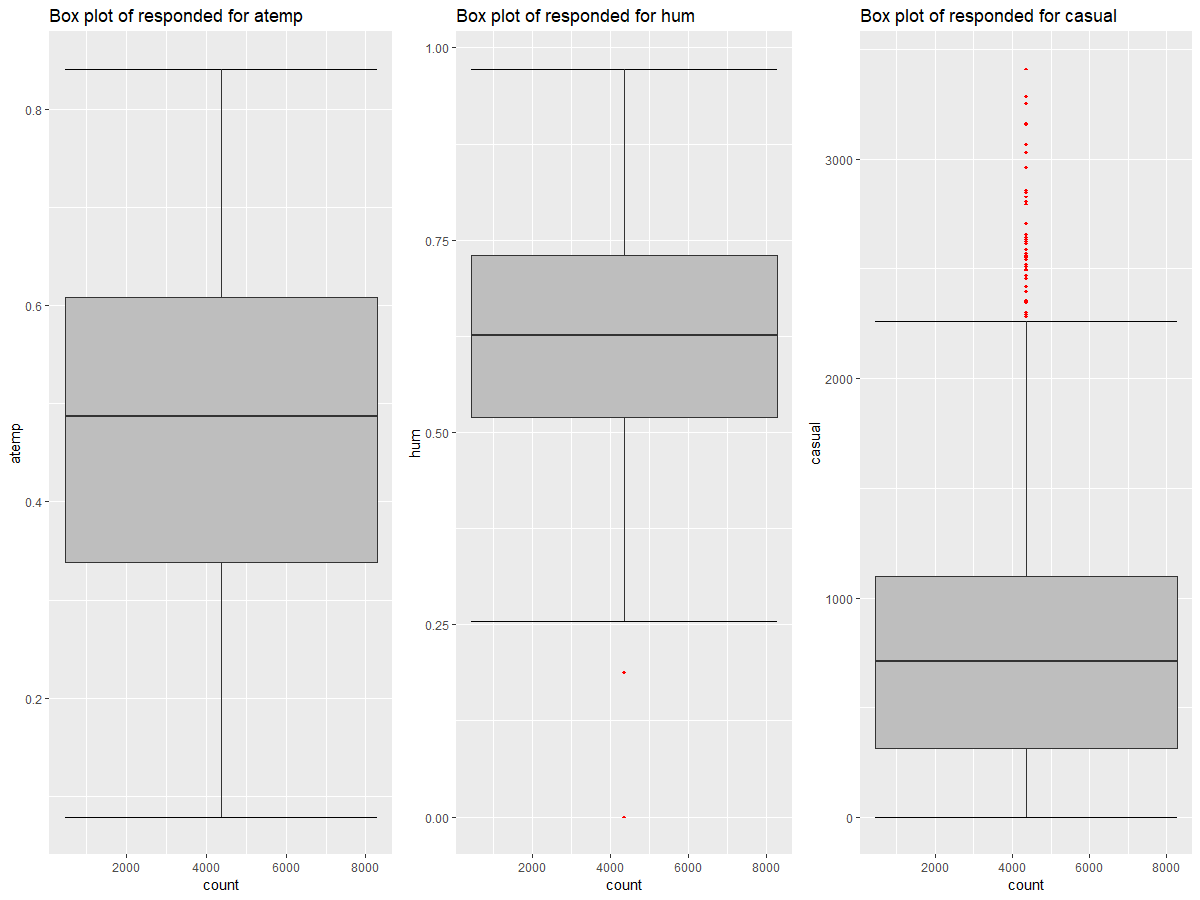 Box plot of responded for atemp
0.8
0.6
0.4
0.2
atemp
2000 4000 6000 8000
count
Box plot of responded for hum
1.00
0.75
0.50
0.25
0.00
hum
2000 4000 6000 8000
count
Box plot of responded for casual
3000
2000
1000
0
casual
2000 4000 6000 8000
count